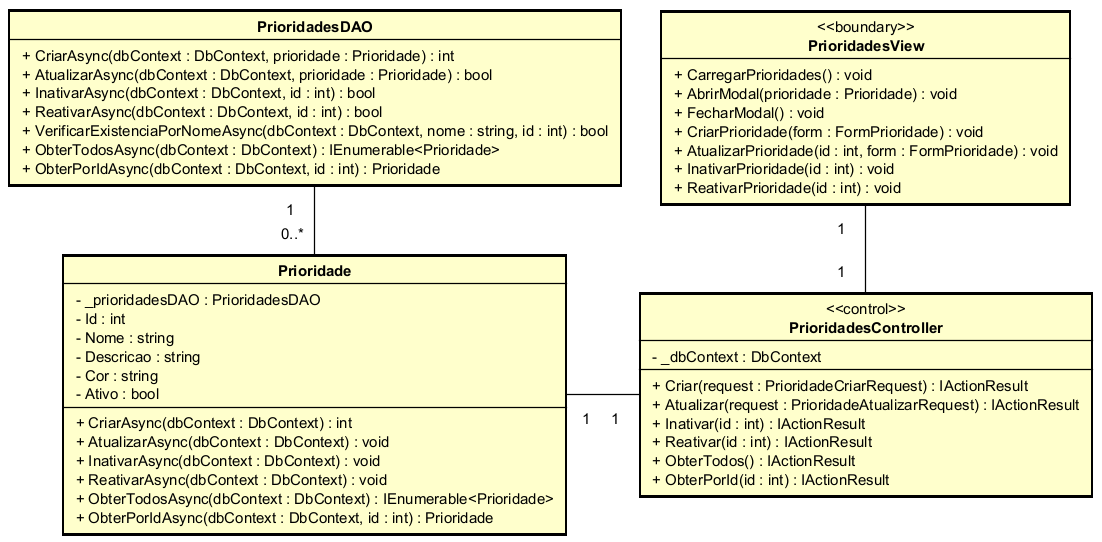 PrioridadesDAO
+ CriarAsync(dbContext : DbContext, prioridade : Prioridade) : int
+ AtualizarAsync(dbContext : DbContext, prioridade : Prioridade) : bool
+ InativarAsync(dbContext : DbContext, id : int) : bool
+ ReativarAsync(dbContext : DbContext, id : int) : bool
+ VerificarExistenciaPorNomeAsync(dbContext : DbContext, nome : string, id : int) : bool
+ ObterTodosAsync(dbContext : DbContext) : IEnumerable<Prioridade>
+ ObterPorIdAsync(dbContext : DbContext, id : int) : Prioridade
<<boundary>>
PrioridadesView
+ CarregarPrioridades() : void
+ AbrirModal(prioridade : Prioridade) : void
+ FecharModal() : void
+ CriarPrioridade(form : FormPrioridade) : void
+ AtualizarPrioridade(id : int, form : FormPrioridade) : void
+ InativarPrioridade(id : int) : void
+ ReativarPrioridade(id : int) : void
1
0..*
1
1
Prioridade
- _prioridadesDAO : PrioridadesDAO
- Id : int
- Nome : string
- Descricao : string
- Cor : string
- Ativo : bool
+ CriarAsync(dbContext : DbContext) : int
+ AtualizarAsync(dbContext : DbContext) : void
+ InativarAsync(dbContext : DbContext) : void
+ ReativarAsync(dbContext : DbContext) : void
+ ObterTodosAsync(dbContext : DbContext) : IEnumerable<Prioridade>
+ ObterPorIdAsync(dbContext : DbContext, id : int) : Prioridade
1 1
<<control>>
PrioridadesController
- _dbContext : DbContext
+ Criar(request : PrioridadeCriarRequest) : IActionResult
+ Atualizar(request : PrioridadeAtualizarRequest) : IActionResult
+ Inativar(id : int) : IActionResult
+ Reativar(id : int) : IActionResult
+ ObterTodos() : IActionResult
+ ObterPorId(id : int) : IActionResult